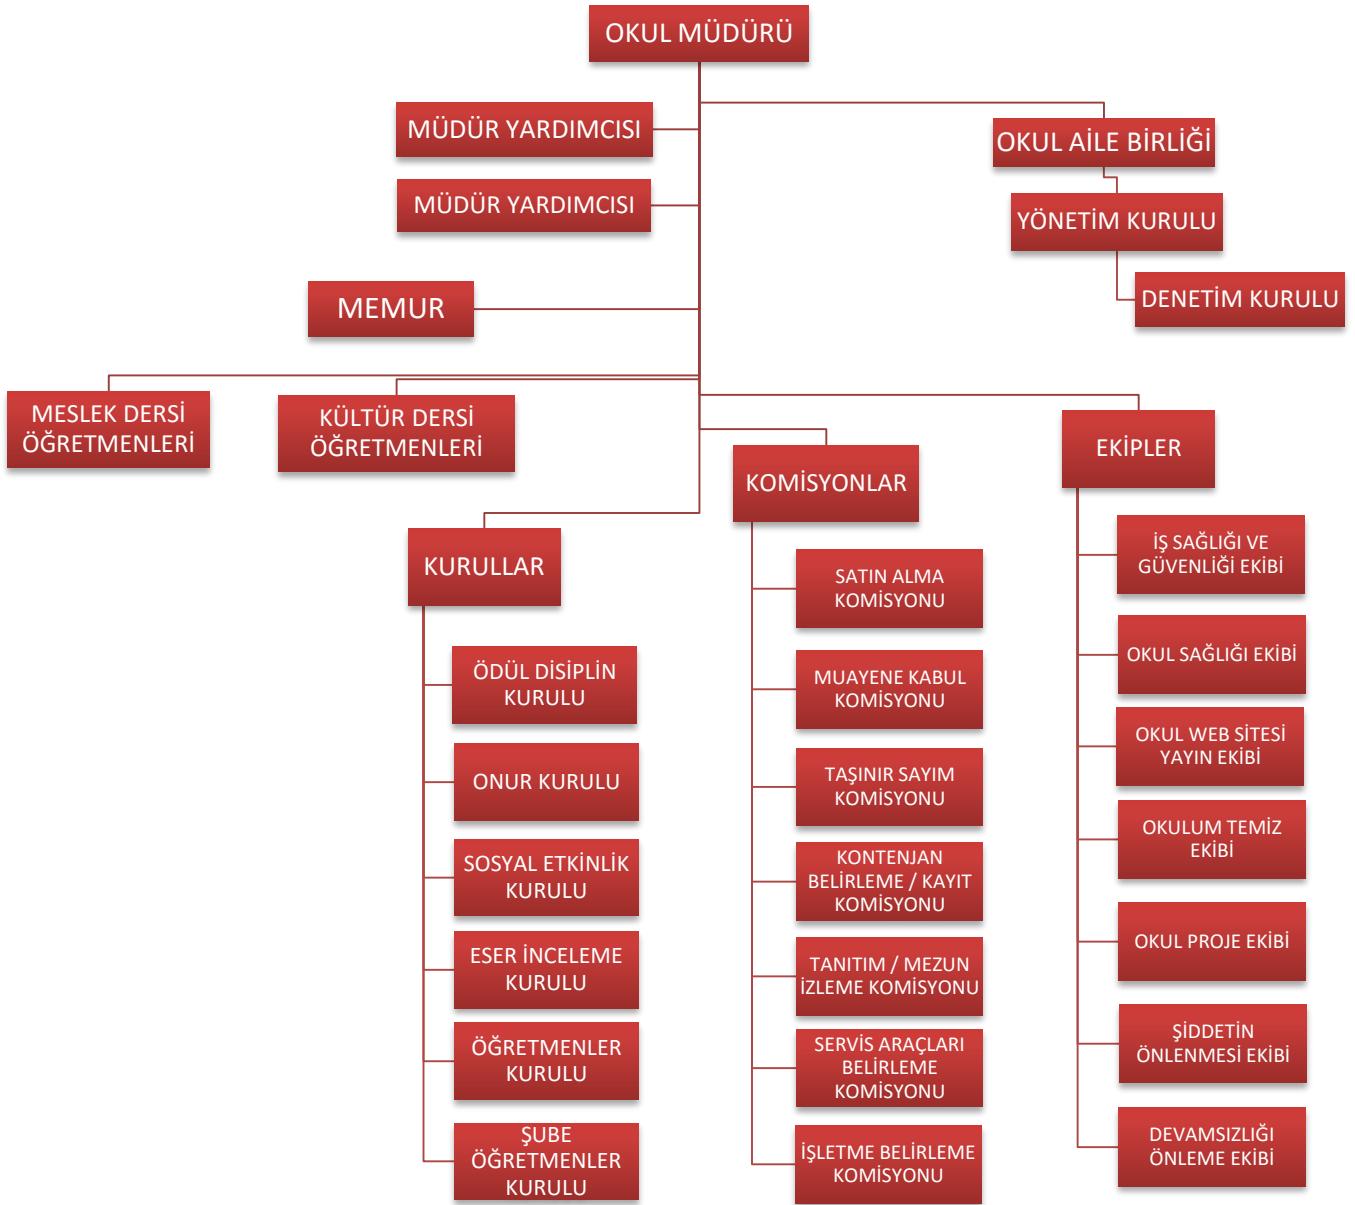 OKUL MÜDÜRÜ
MÜDÜR YARDIMCISI
OKUL AİLE BİRLİĞİ
MÜDÜR YARDIMCISI
YÖNETİM KURULU
MEMUR
DENETİM KURULU
MESLEK DERSİ
ÖĞRETMENLERİ
KÜLTÜR DERSİ
ÖĞRETMENLERİ
KURULLAR
ÖDÜL DİSİPLİN
KURULU
ONUR KURULU
SOSYAL ETKİNLİK
KURULU
ESER İNCELEME
KURULU
ÖĞRETMENLER
KURULU
ŞUBE
ÖĞRETMENLER
KURULU
KOMİSYONLAR
SATIN ALMA
KOMİSYONU
MUAYENE KABUL
KOMİSYONU
TAŞINIR SAYIM
KOMİSYONU
KONTENJAN
BELİRLEME / KAYIT
KOMİSYONU
TANITIM / MEZUN
İZLEME KOMİSYONU
SERVİS ARAÇLARI
BELİRLEME
KOMİSYONU
İŞLETME BELİRLEME
KOMİSYONU
EKİPLER
İŞ SAĞLIĞI VE
GÜVENLİĞİ EKİBİ
OKUL SAĞLIĞI EKİBİ
OKUL WEB SİTESİ
YAYIN EKİBİ
OKULUM TEMİZ
EKİBİ
OKUL PROJE EKİBİ
ŞİDDETİN
ÖNLENMESİ EKİBİ
DEVAMSIZLIĞI
ÖNLEME EKİBİ